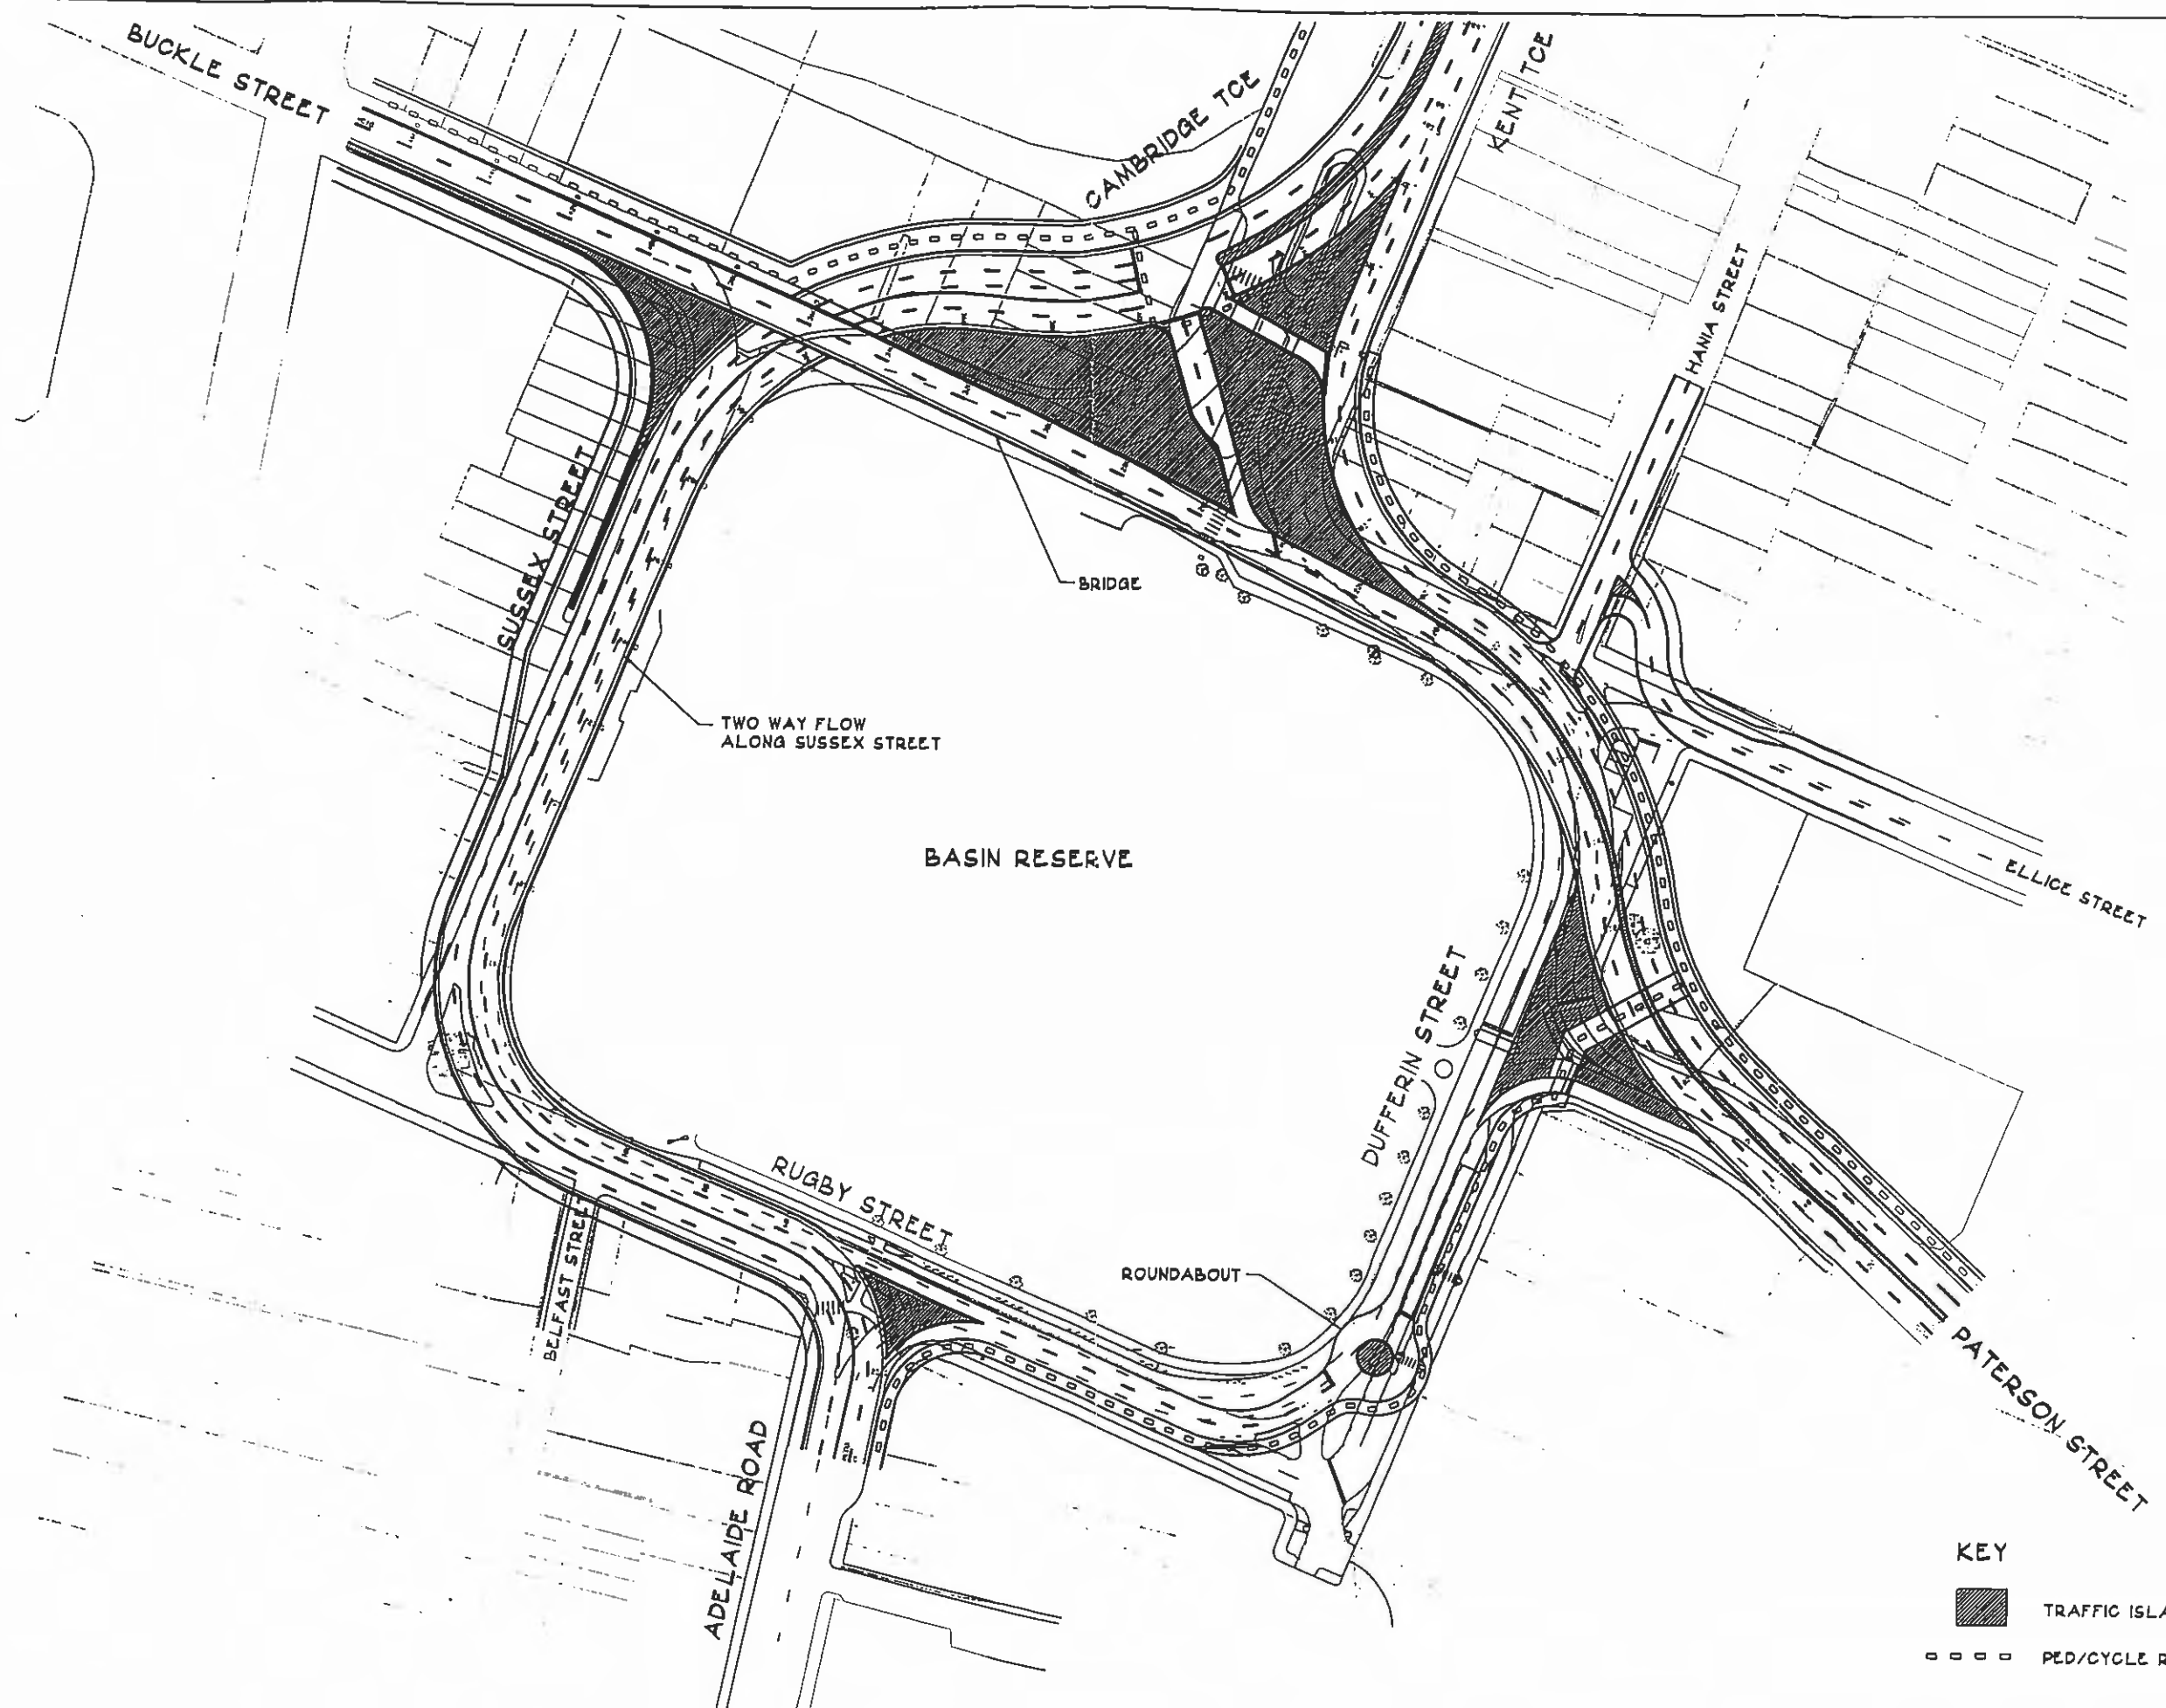 BUCKLE STREET
CAMBRIDGE TCE
KENT TCE
HANIA STREET
SUSSEX STREET
BRIDGE
TWO WAY FLOW
ALONG SUSSEX STREET
BASIN RESERVE
ELLICE STREET
DUFFERIN STREET
RUGBY STREET
ROUNDABOUT
BELFAST STREET
ADELAIDE ROAD
PATERSON STREET
KEY
TRAFFIC ISLA
PED/CYCLE R